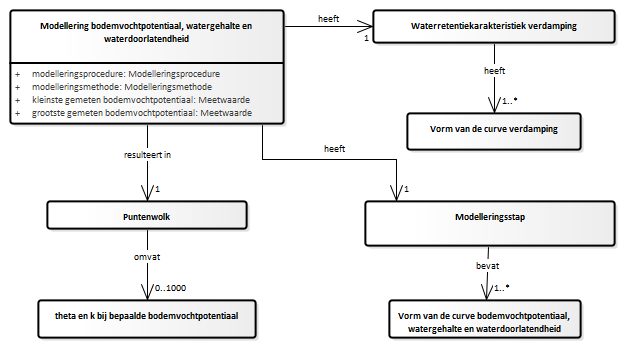 Modellering bodemvochtpotentiaal, watergehalte en
waterdoorlatendheid
+ modelleringsprocedure: Modelleringsprocedure
+ modelleringsmethode: Modelleringsmethode
+ kleinste gemeten bodemvochtpotentiaal: Meetwaarde
+ grootste gemeten bodemvochtpotentiaal: Meetwaarde
heeft
1
Waterretentiekarakteristiek verdamping
heeft
1..*
Vorm van de curve verdamping
resulteert in
1
heeft
1
Puntenwolk
Modelleringsstap
omvat
0..1000
bevat
1..*
theta en k bij bepaalde bodemvochtpotentiaal
Vorm van de curve bodemvochtpotentiaal,
watergehalte en waterdoorlatendheid